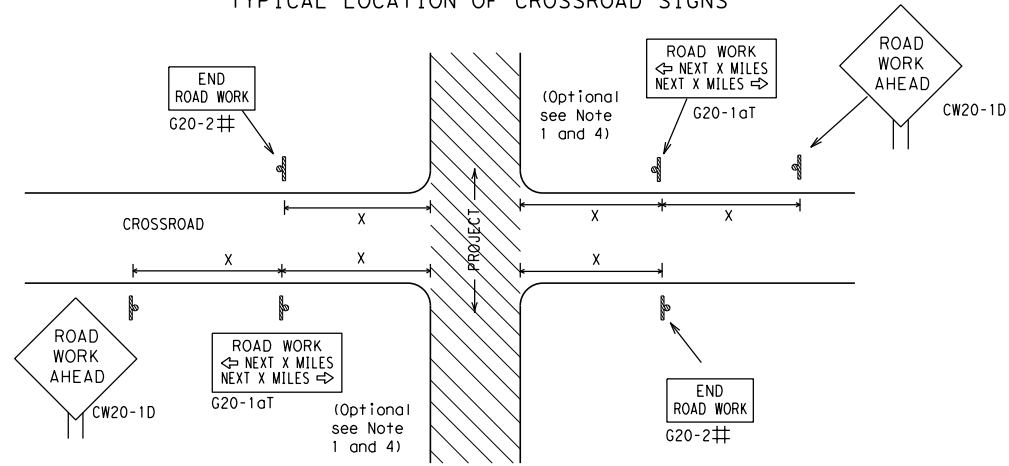 TYPICAL LOCATION OF CROSSROAD SIGNS
END
ROAD WORK
G20-2⌗
(Optional
see Note
1 and 4)
ROAD WORK
⇦ NEXT X MILES
NEXT X MILES ⇨
G20-1aT
ROAD
WORK
AHEAD
CW20-1D
CROSSROAD
X
X
X
PROJECT
X
X
X
ROAD
WORK
AHEAD
CW20-1D
ROAD WORK
⇦ NEXT X MILES
NEXT X MILES ⇨
G20-1aT
(Optional
see Note
1 and 4)
END
ROAD WORK
G20-2⌗